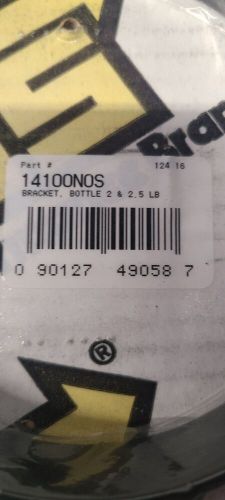 S
Bran
Part # 124 16
14100NOS
BRACKET, BOTTLE 2 & 2.5 LB
0 90127 49058 7
®